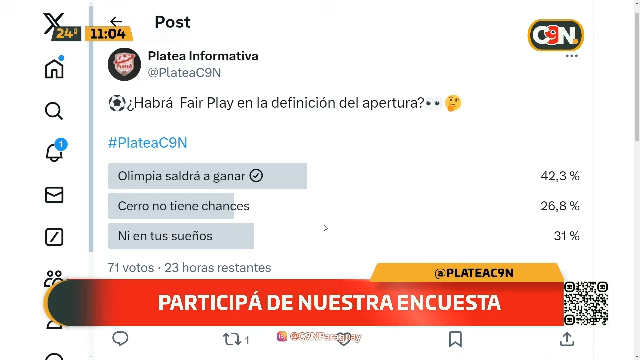 24°
11:04
Post
C9N
Platea Informativa
@PlateaC9N
⚽¿Habrá Fair Play en la definición del apertura?👀🤔
#PlateaC9N
Olimpía saldrá a ganar
42,3 %
Cerro no tiene chances
26,8 %
Ni en tus sueños
31 %
71 votos · 23 horas restantes
@PLATEAC9N
PARTICIPÁ DE NUESTRA ENCUESTA
1
1
@C9NParaguay